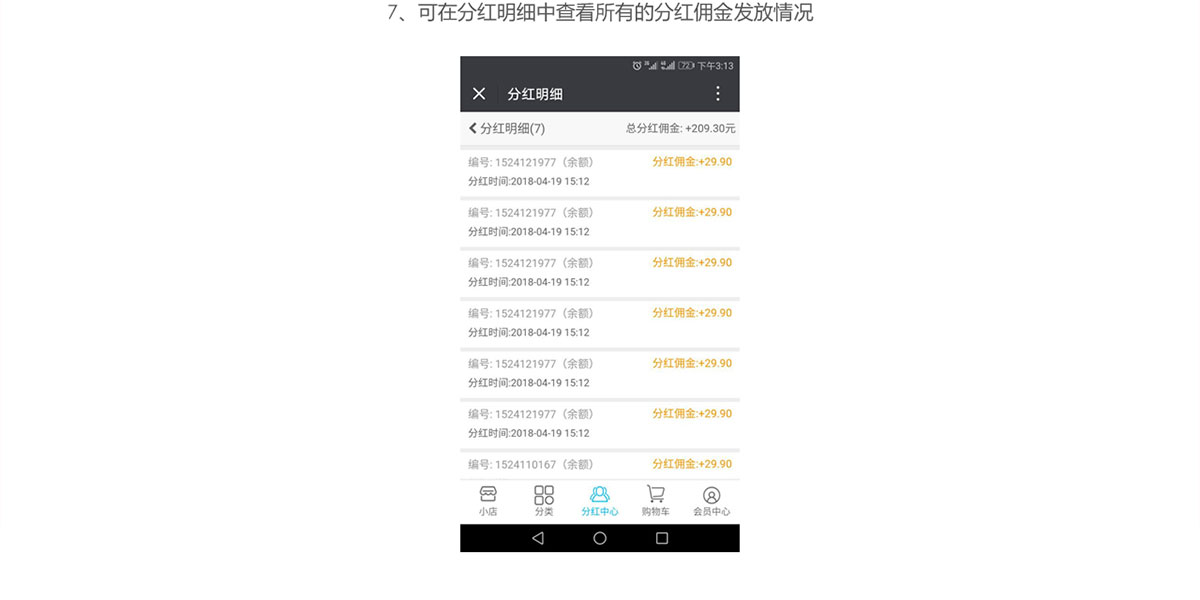 7、可在分红明细中查看所有的分红佣金发放情况
72 下午3:13
分红明细
分红明细(7) 总分红佣金: +209.30元
编号: 1524121977（余额） 分红佣金:+29.90
分红时间:2018-04-19 15:12
编号: 1524121977（余额） 分红佣金:+29.90
分红时间:2018-04-19 15:12
编号: 1524121977（余额） 分红佣金:+29.90
分红时间:2018-04-19 15:12
编号: 1524121977（余额） 分红佣金:+29.90
分红时间:2018-04-19 15:12
编号: 1524121977（余额） 分红佣金:+29.90
分红时间:2018-04-19 15:12
编号: 1524121977（余额） 分红佣金:+29.90
分红时间:2018-04-19 15:12
编号: 1524110167（余额） 分红佣金:+29.90
小店 分类 分红中心 购物车 会员中心